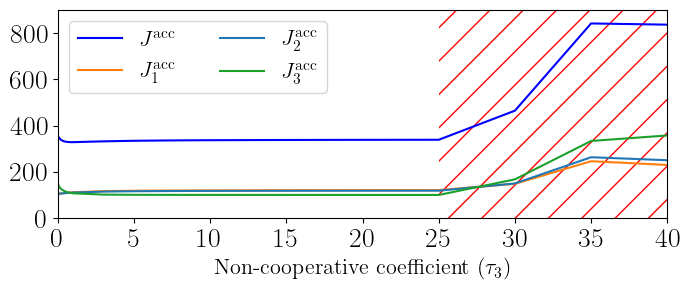 J^acc
J_2^acc
J_1^acc
J_3^acc
800
600
400
200
0
0 5 10 15 20 25 30 35 40
Non-cooperative coefficient (τ_3)